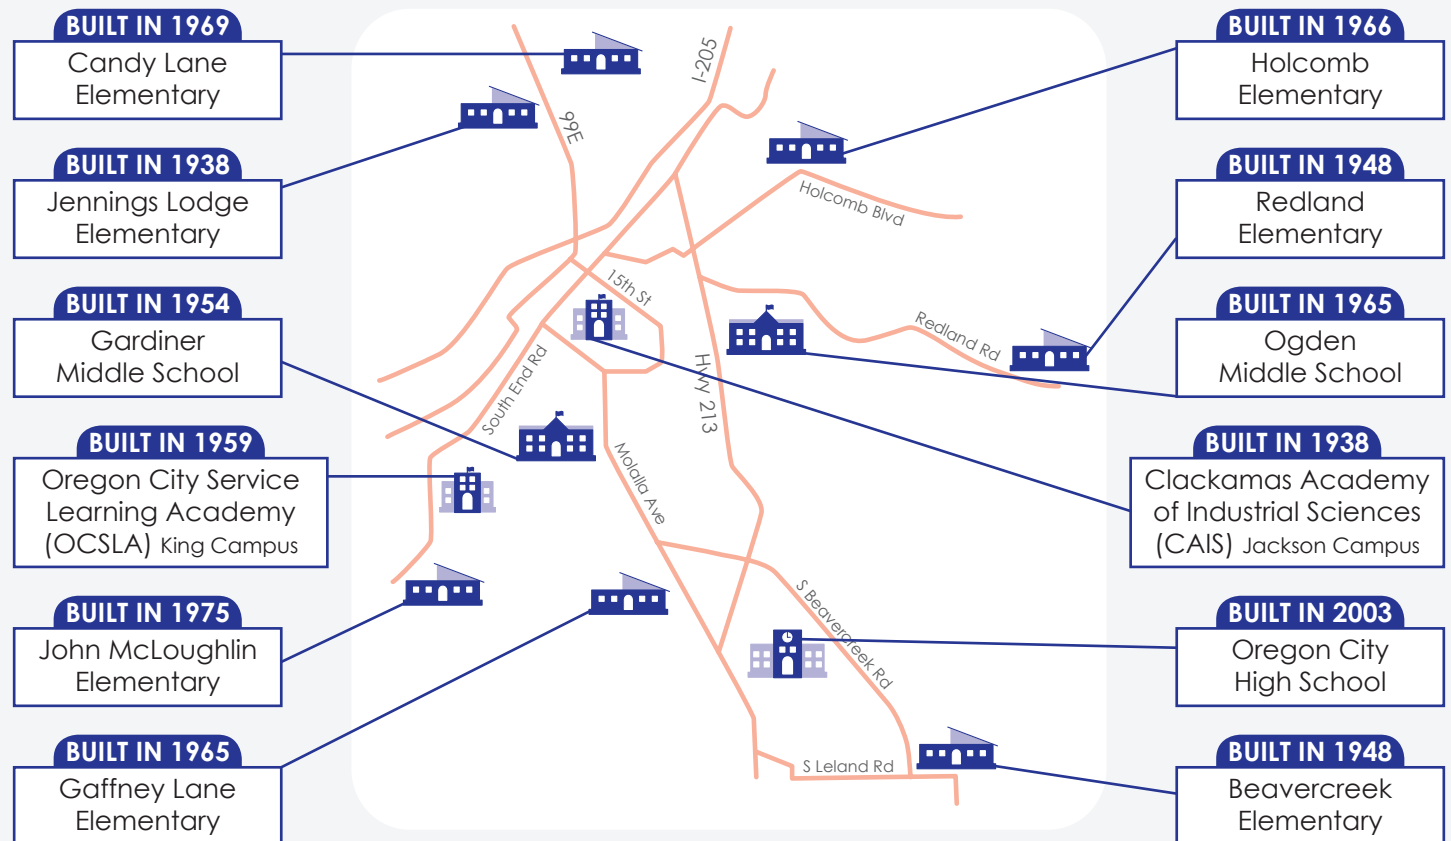 BUILT IN 1969
Candy Lane
Elementary
BUILT IN 1938
Jennings Lodge
Elementary
BUILT IN 1954
Gardiner
Middle School
BUILT IN 1959
Oregon City Service
Learning Academy
(OCSLA) King Campus
BUILT IN 1975
John McLoughlin
Elementary
BUILT IN 1965
Gaffney Lane
Elementary
99E
I-205
Holcomb Blvd
15th St
Redland Rd
South End Rd
Hwy 213
Molalla Ave
S Beavercreek Rd
S Leland Rd
BUILT IN 1966
Holcomb
Elementary
BUILT IN 1948
Redland
Elementary
BUILT IN 1965
Ogden
Middle School
BUILT IN 1938
Clackamas Academy
of Industrial Sciences
(CAIS) Jackson Campus
BUILT IN 2003
Oregon City
High School
BUILT IN 1948
Beavercreek
Elementary